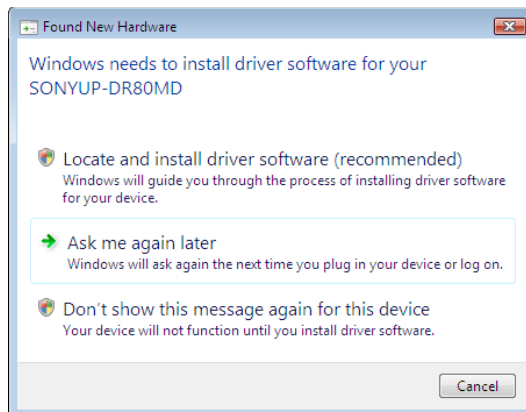 Found New Hardware
Windows needs to install driver software for your
SONYUP-DR80MD
Locate and install driver software (recommended)
Windows will guide you through the process of installing driver software
for your device.
Ask me again later
Windows will ask again the next time you plug in your device or log on.
Don't show this message again for this device
Your device will not function until you install driver software.
Cancel